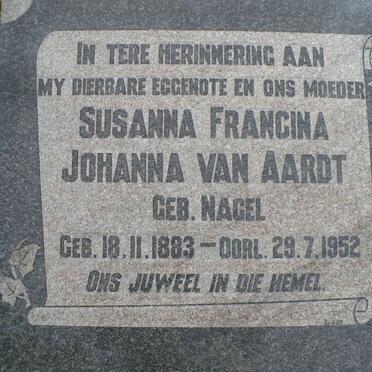 IN TERE HERINNERING AAN
MY DIERBARE EGGENOTE EN ONS MOEDER
SUSANNA FRANCINA
JOHANNA VAN AARDT
GEB. NAGEL
GEB. 18.11.1883 – OORL. 29.7.1952
ONS JUWEEL IN DIE HEMEL.